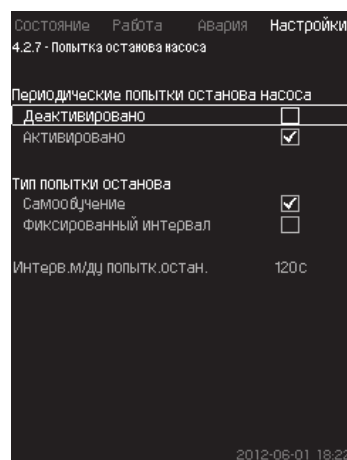 Состояние Работа Авария Настройки
4.2.7 - Попытка останова насоса
Периодические попытки останова насоса
Деактивировано
Активировано
Тип попытки останова
Самообучение
Фиксированный интервал
Интерв.м/ду попытк.остан. 120с
2012-06-01 18:22